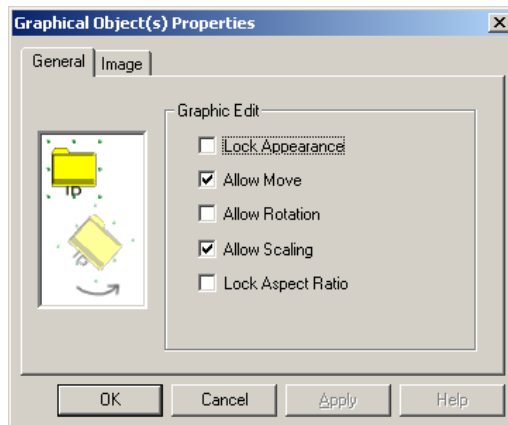 Graphical Object(s) Properties
General
Image
Graphic Edit
Lock Appearance
Allow Move
Allow Rotation
Allow Scaling
Lock Aspect Ratio
OK
Cancel
Apply
Help